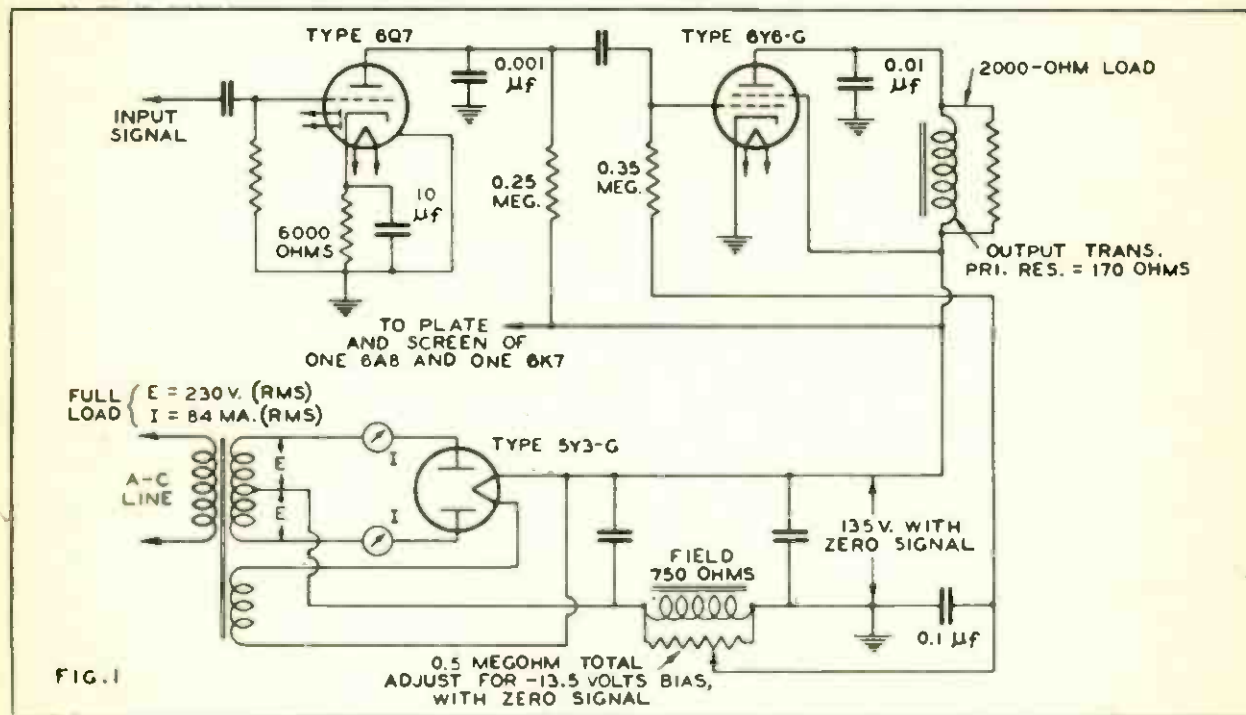 TYPE 6Q7
TYPE 6Y6-G
0.001
µf
0.01
µf
2000-OHM LOAD
INPUT
SIGNAL
0.25
MEG.
0.35
MEG.
10
µf
6000
OHMS
OUTPUT TRANS.
PRI. RES. = 170 OHMS
TO PLATE
AND SCREEN OF
ONE 6A8 AND ONE 6K7
FULL
LOAD
E = 230 V. (RMS)
I = 84 MA. (RMS)
TYPE 5Y3-G
E
I
A-C
LINE
E
I
135 V. WITH
ZERO SIGNAL
FIELD
750 OHMS
0.1 µf
0.5 MEGOHM TOTAL
ADJUST FOR -13.5 VOLTS BIAS,
WITH ZERO SIGNAL
FIG. 1